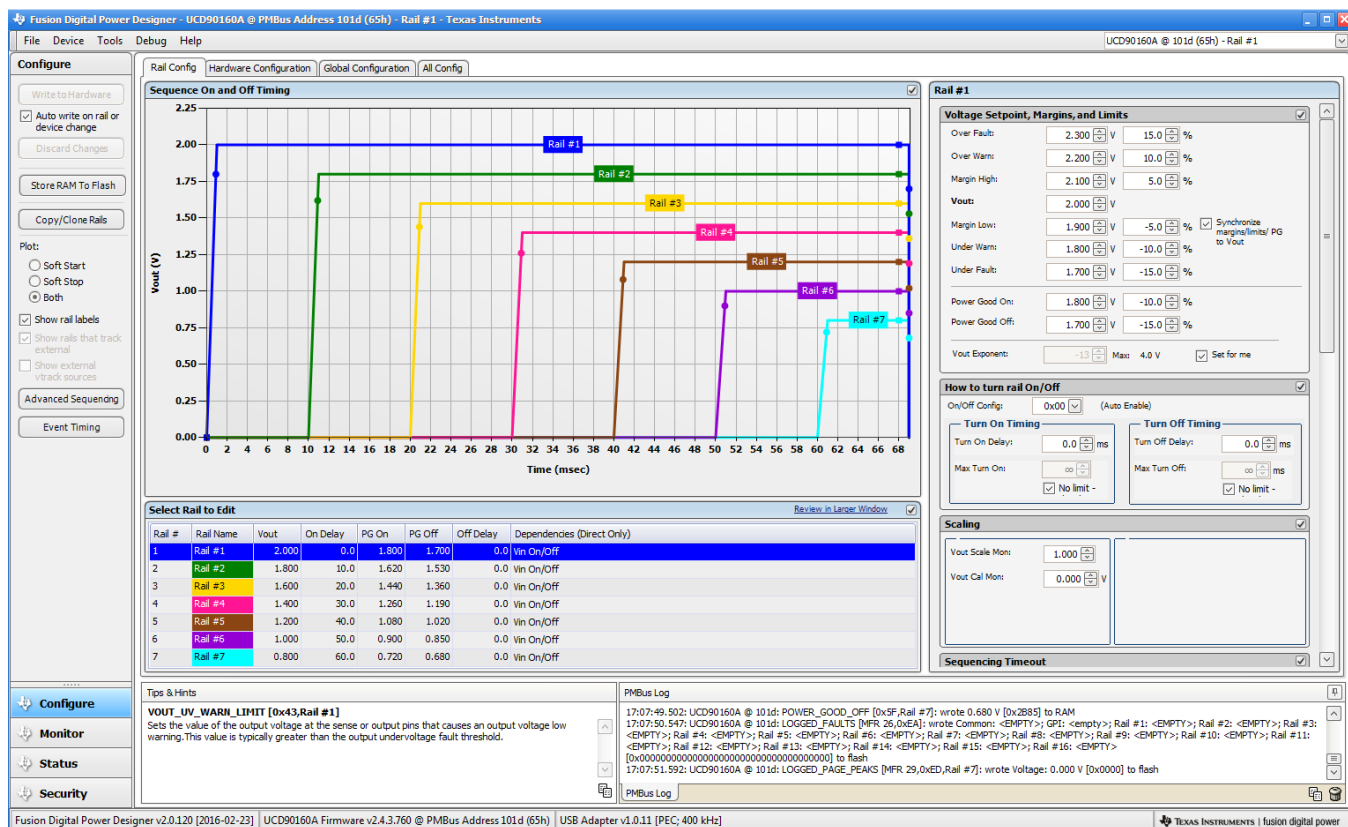 Fusion Digital Power Designer - UCD90160A @ PMBus Address 101d (65h) - Rail #1 - Texas Instruments
File Device Tools Debug Help
UCD90160A @ 101d (65h) - Rail #1
Configure
Write to Hardware
Auto write on rail or
device change
Discard Changes
Store RAM To Flash
Copy/Clone Rails
Plot:
Soft Start
Soft Stop
Both
Show rail labels
Show rails that track
external
Show external
vtrack sources
Advanced Sequencing
Event Timing
Rail Config Hardware Configuration Global Configuration All Config
Sequence On and Off Timing
Vout (V)
2.25
2.00
1.75
1.50
1.25
1.00
0.75
0.50
0.25
0.00
Rail #1
Rail #2
Rail #3
Rail #4
Rail #5
Rail #6
Rail #7
0 2 4 6 8 10 12 14 16 18 20 22 24 26 28 30 32 34 36 38 40 42 44 46 48 50 52 54 56 58 60 62 64 66 68
Time (msec)
Select Rail to Edit Review in Larger Window
Rail # Rail Name Vout On Delay PG On PG Off Off Delay Dependencies (Direct Only)
1 Rail #1 2.000 0.0 1.800 1.700 0.0 Vin On/Off
2 Rail #2 1.800 10.0 1.620 1.530 0.0 Vin On/Off
3 Rail #3 1.600 20.0 1.440 1.360 0.0 Vin On/Off
4 Rail #4 1.400 30.0 1.260 1.190 0.0 Vin On/Off
5 Rail #5 1.200 40.0 1.080 1.020 0.0 Vin On/Off
6 Rail #6 1.000 50.0 0.900 0.850 0.0 Vin On/Off
7 Rail #7 0.800 60.0 0.720 0.680 0.0 Vin On/Off
Rail #1
Voltage Setpoint, Margins, and Limits
Over Fault: 2.300 V 15.0 %
Over Warn: 2.200 V 10.0 %
Margin High: 2.100 V 5.0 %
Vout: 2.000 V
Margin Low: 1.900 V -5.0 %
Synchronize
margins/limits/ PG
to Vout
Under Warn: 1.800 V -10.0 %
Under Fault: 1.700 V -15.0 %
Power Good On: 1.800 V -10.0 %
Power Good Off: 1.700 V -15.0 %
Vout Exponent: -13 Max: 4.0 V Set for me
How to turn rail On/Off
On/Off Config: 0x00 (Auto Enable)
Turn On Timing Turn Off Timing
Turn On Delay: 0.0 ms Turn Off Delay: 0.0 ms
Max Turn On: ∞ ms Max Turn Off: ∞ ms
No limit - No limit -
Scaling
Vout Scale Mon: 1.000
Vout Cal Mon: 0.000 V
Sequencing Timeout
Configure
Monitor
Status
Security
Tips & Hints
VOUT_UV_WARN_LIMIT [0x43,Rail #1]
Sets the value of the output voltage at the sense or output pins that causes an output voltage low
warning.This value is typically greater than the output undervoltage fault threshold.
PMBus Log
17:07:49.502: UCD90160A @ 101d: POWER_GOOD_OFF [0x5F,Rail #7]: wrote 0.680 V [0x2B85] to RAM
17:07:50.547: UCD90160A @ 101d: LOGGED_FAULTS [MFR 26,0xEA]: wrote Common: <EMPTY>; GPI: <empty>; Rail #1: <EMPTY>; Rail #2: <EMPTY>; Rail #3:
<EMPTY>; Rail #4: <EMPTY>; Rail #5: <EMPTY>; Rail #6: <EMPTY>; Rail #7: <EMPTY>; Rail #8: <EMPTY>; Rail #9: <EMPTY>; Rail #10: <EMPTY>; Rail #11:
<EMPTY>; Rail #12: <EMPTY>; Rail #13: <EMPTY>; Rail #14: <EMPTY>; Rail #15: <EMPTY>; Rail #16: <EMPTY>
to flash
17:07:51.592: UCD90160A @ 101d: LOGGED_PAGE_PEAKS [MFR 29,0xED,Rail #7]: wrote Voltage: 0.000 V [0x0000] to flash
PMBus Log
Fusion Digital Power Designer v2.0.120 [2016-02-23] UCD90160A Firmware v2.4.3.760 @ PMBus Address 101d (65h) USB Adapter v1.0.11 [PEC; 400 kHz] TEXAS INSTRUMENTS | fusion digital power